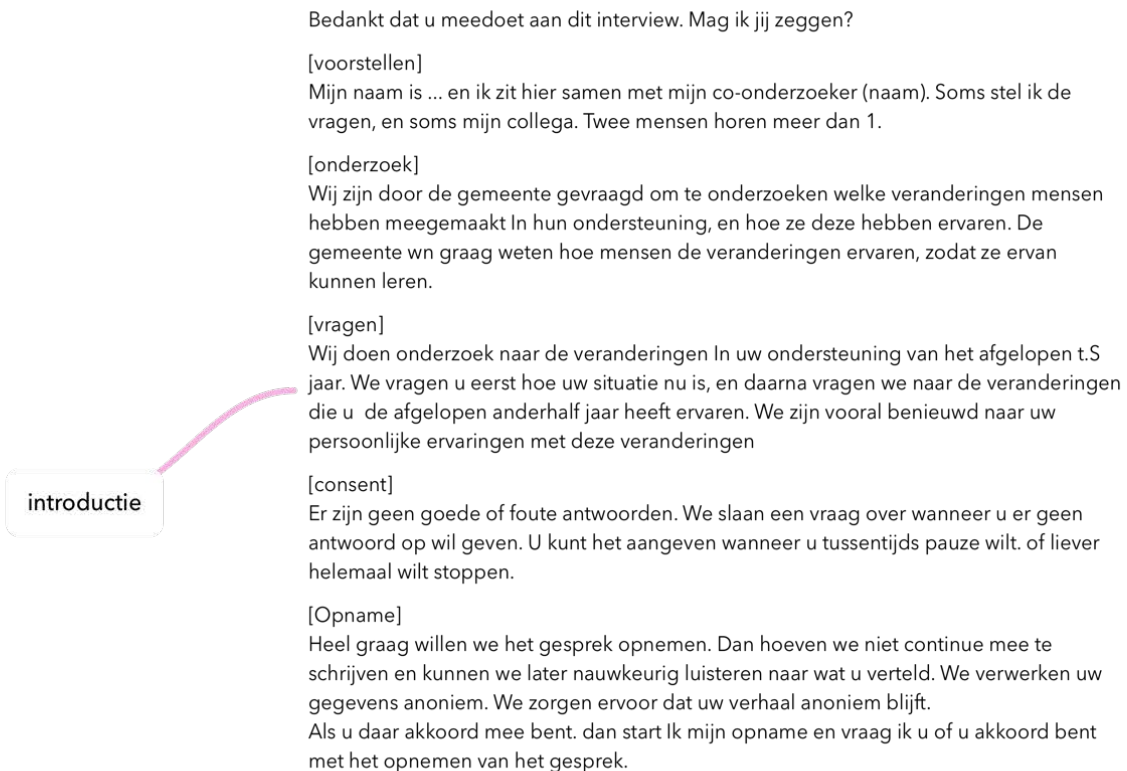 Bedankt dat u meedoet aan dit interview. Mag ik jij zeggen?
[voorstellen]
Mijn naam is ... en ik zit hier samen met mijn co-onderzoeker (naam). Soms stel ik de
vragen, en soms mijn collega. Twee mensen horen meer dan 1.
[onderzoek]
Wij zijn door de gemeente gevraagd om te onderzoeken welke veranderingen mensen
hebben meegemaakt In hun ondersteuning, en hoe ze deze hebben ervaren. De
gemeente wn graag weten hoe mensen de veranderingen ervaren, zodat ze ervan
kunnen leren.
[vragen]
Wij doen onderzoek naar de veranderingen In uw ondersteuning van het afgelopen t.S
jaar. We vragen u eerst hoe uw situatie nu is, en daarna vragen we naar de veranderingen
die u  de afgelopen anderhalf jaar heeft ervaren. We zijn vooral benieuwd naar uw
persoonlijke ervaringen met deze veranderingen
[consent]
Er zijn geen goede of foute antwoorden. We slaan een vraag over wanneer u er geen
antwoord op wil geven. U kunt het aangeven wanneer u tussentijds pauze wilt. of liever
helemaal wilt stoppen.
[Opname]
Heel graag willen we het gesprek opnemen. Dan hoeven we niet continue mee te
schrijven en kunnen we later nauwkeurig luisteren naar wat u verteld. We verwerken uw
gegevens anoniem. We zorgen ervoor dat uw verhaal anoniem blijft.
Als u daar akkoord mee bent. dan start Ik mijn opname en vraag ik u of u akkoord bent
met het opnemen van het gesprek.
introductie